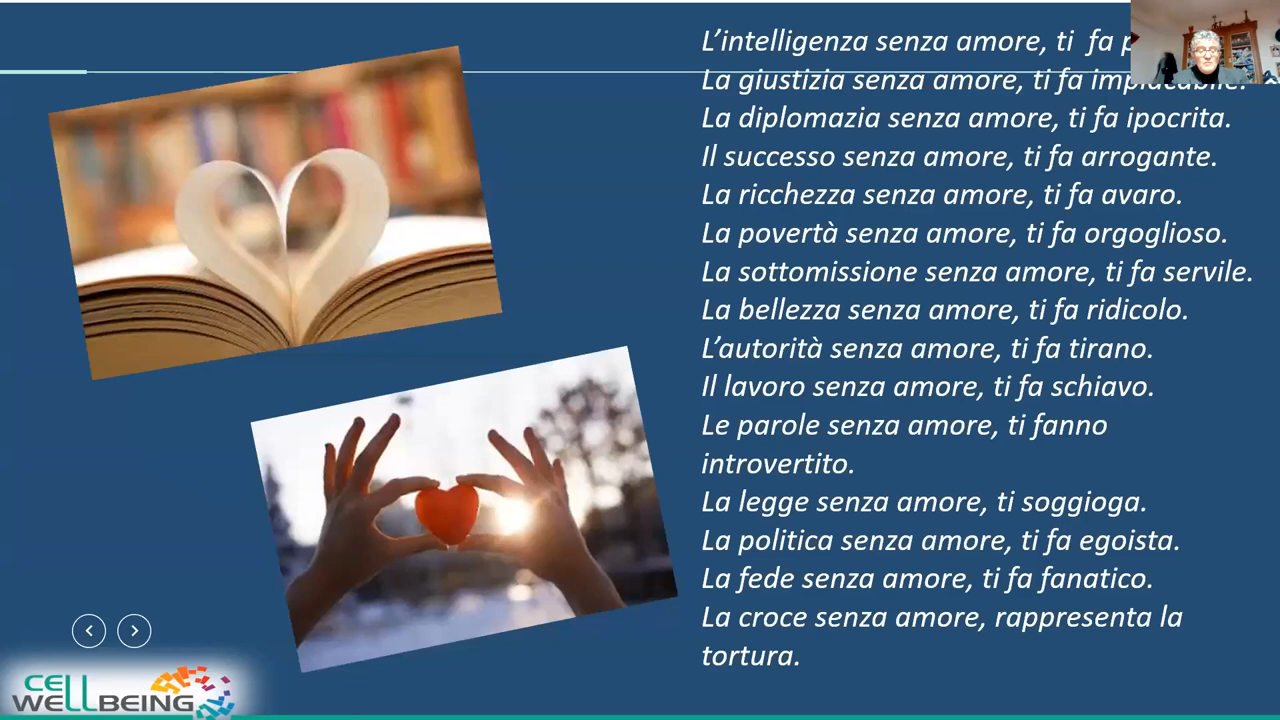 L’intelligenza senza amore, ti fa
La giustizia senza amore, ti fa implacabile.
La diplomazia senza amore, ti fa ipocrita.
Il successo senza amore, ti fa arrogante.
La ricchezza senza amore, ti fa avaro.
La povertà senza amore, ti fa orgoglioso.
La sottomissione senza amore, ti fa servile.
La bellezza senza amore, ti fa ridicolo.
L’autorità senza amore, ti fa tirano.
Il lavoro senza amore, ti fa schiavo.
Le parole senza amore, ti fanno
introvertito.
La legge senza amore, ti soggioga.
La politica senza amore, ti fa egoista.
La fede senza amore, ti fa fanatico.
La croce senza amore, rappresenta la
tortura.
CELL
WELLBEING